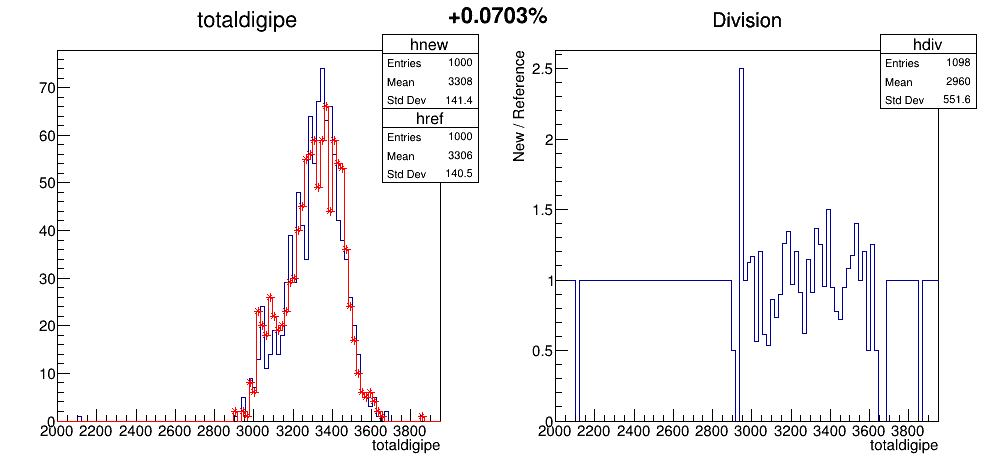 totaldigipe
+0.0703%
Division
hnew
Entries 1000
Mean 3308
Std Dev 141.4
href
Entries 1000
Mean 3306
Std Dev 140.5
70
60
50
40
30
20
10
0
2000 2200 2400 2600 2800 3000 3200 3400 3600 3800
totaldigipe
hdiv
Entries 1098
Mean 2960
Std Dev 551.6
New / Reference
2.5
2
1.5
1
0.5
0
2000 2200 2400 2600 2800 3000 3200 3400 3600 3800
totaldigipe